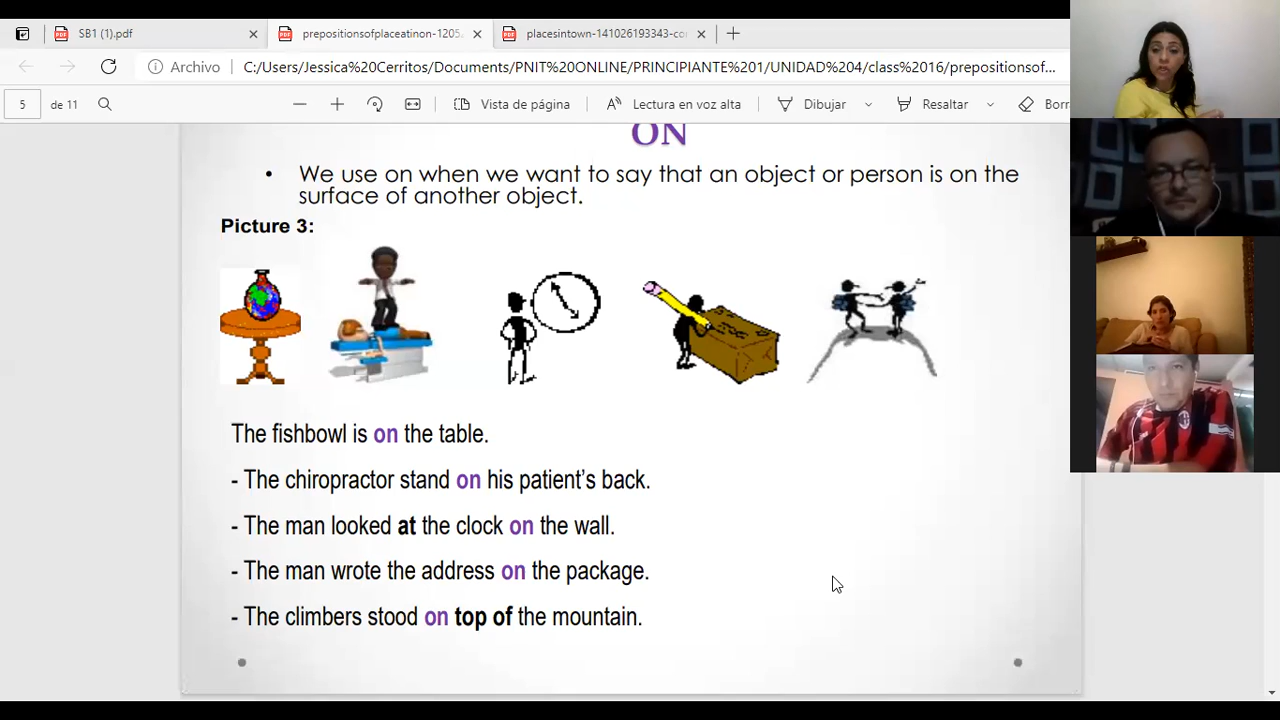 SB1 (1).pdf
prepositionsofplaceatinon-1205
placesintown-141026193343-co
Archivo
C:/Users/Jessica%20Cerritos/Documents/PNIT%20ONLINE/PRINCIPIANTE%201/UNIDAD%204/class%2016/prepositionsof...
5 de 11
Vista de página
Lectura en voz alta
Dibujar
Resaltar
Borr
ON
• We use on when we want to say that an object or person is on the
surface of another object.
Picture 3:
The fishbowl is on the table.
- The chiropractor stand on his patient's back.
- The man looked at the clock on the wall.
- The man wrote the address on the package.
- The climbers stood on top of the mountain.